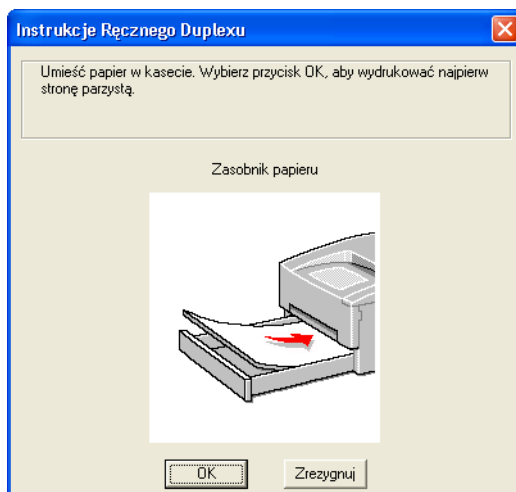 Instrukcje Ręcznego Duplexu
Umieść papier w kasecie. Wybierz przycisk OK, aby wydrukować najpierw
stronę parzystą.
Zasobnik papieru
OK
Zrezygnuj